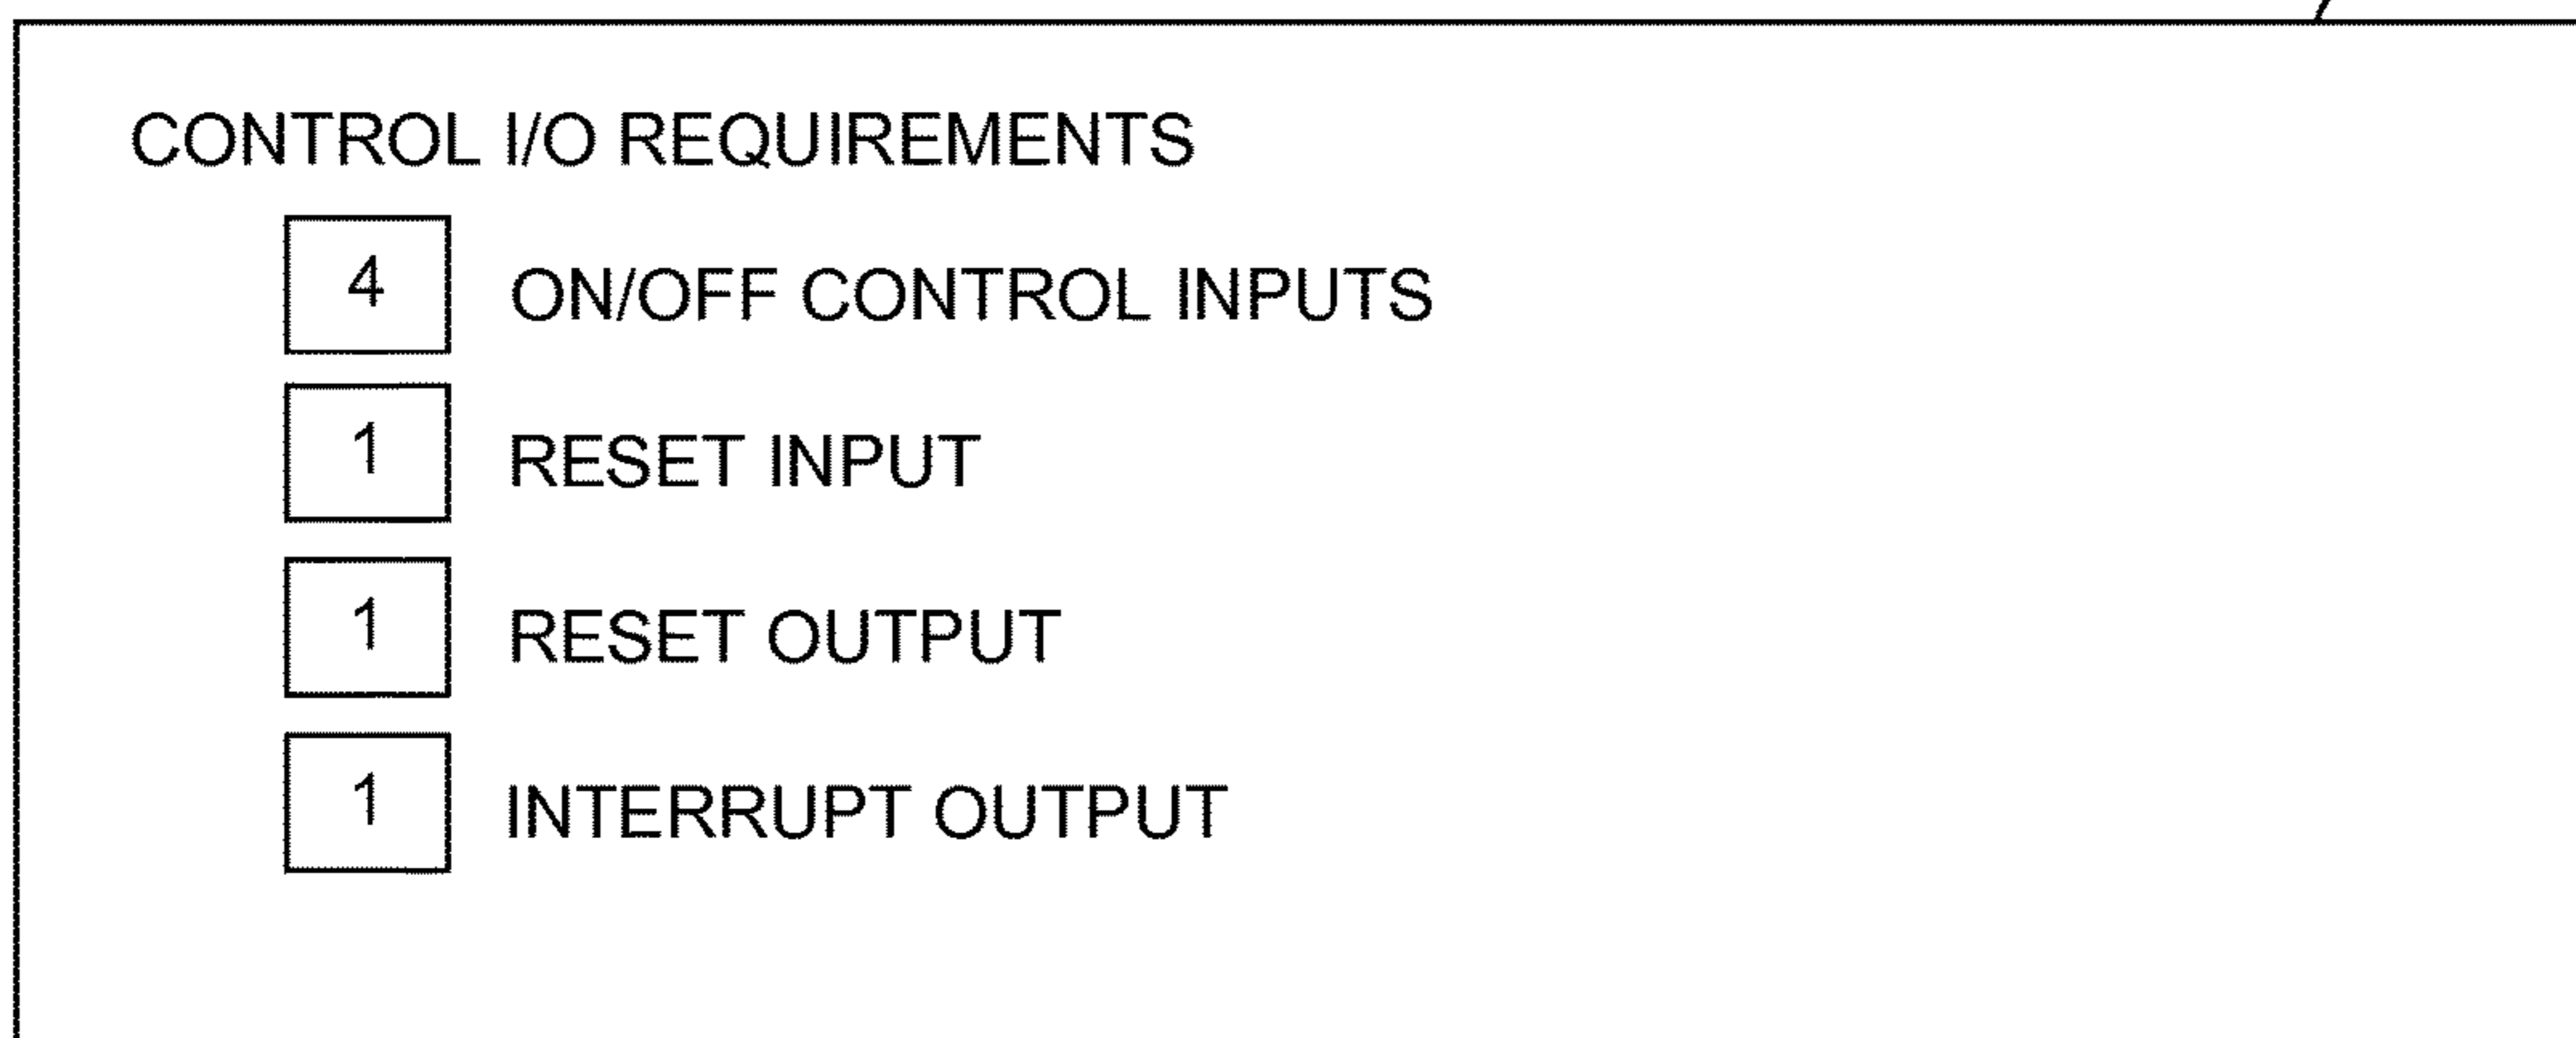 CONTROL I/O REQUIREMENTS
4 ON/OFF CONTROL INPUTS
1 RESET INPUT
1 RESET OUTPUT
1 INTERRUPT OUTPUT